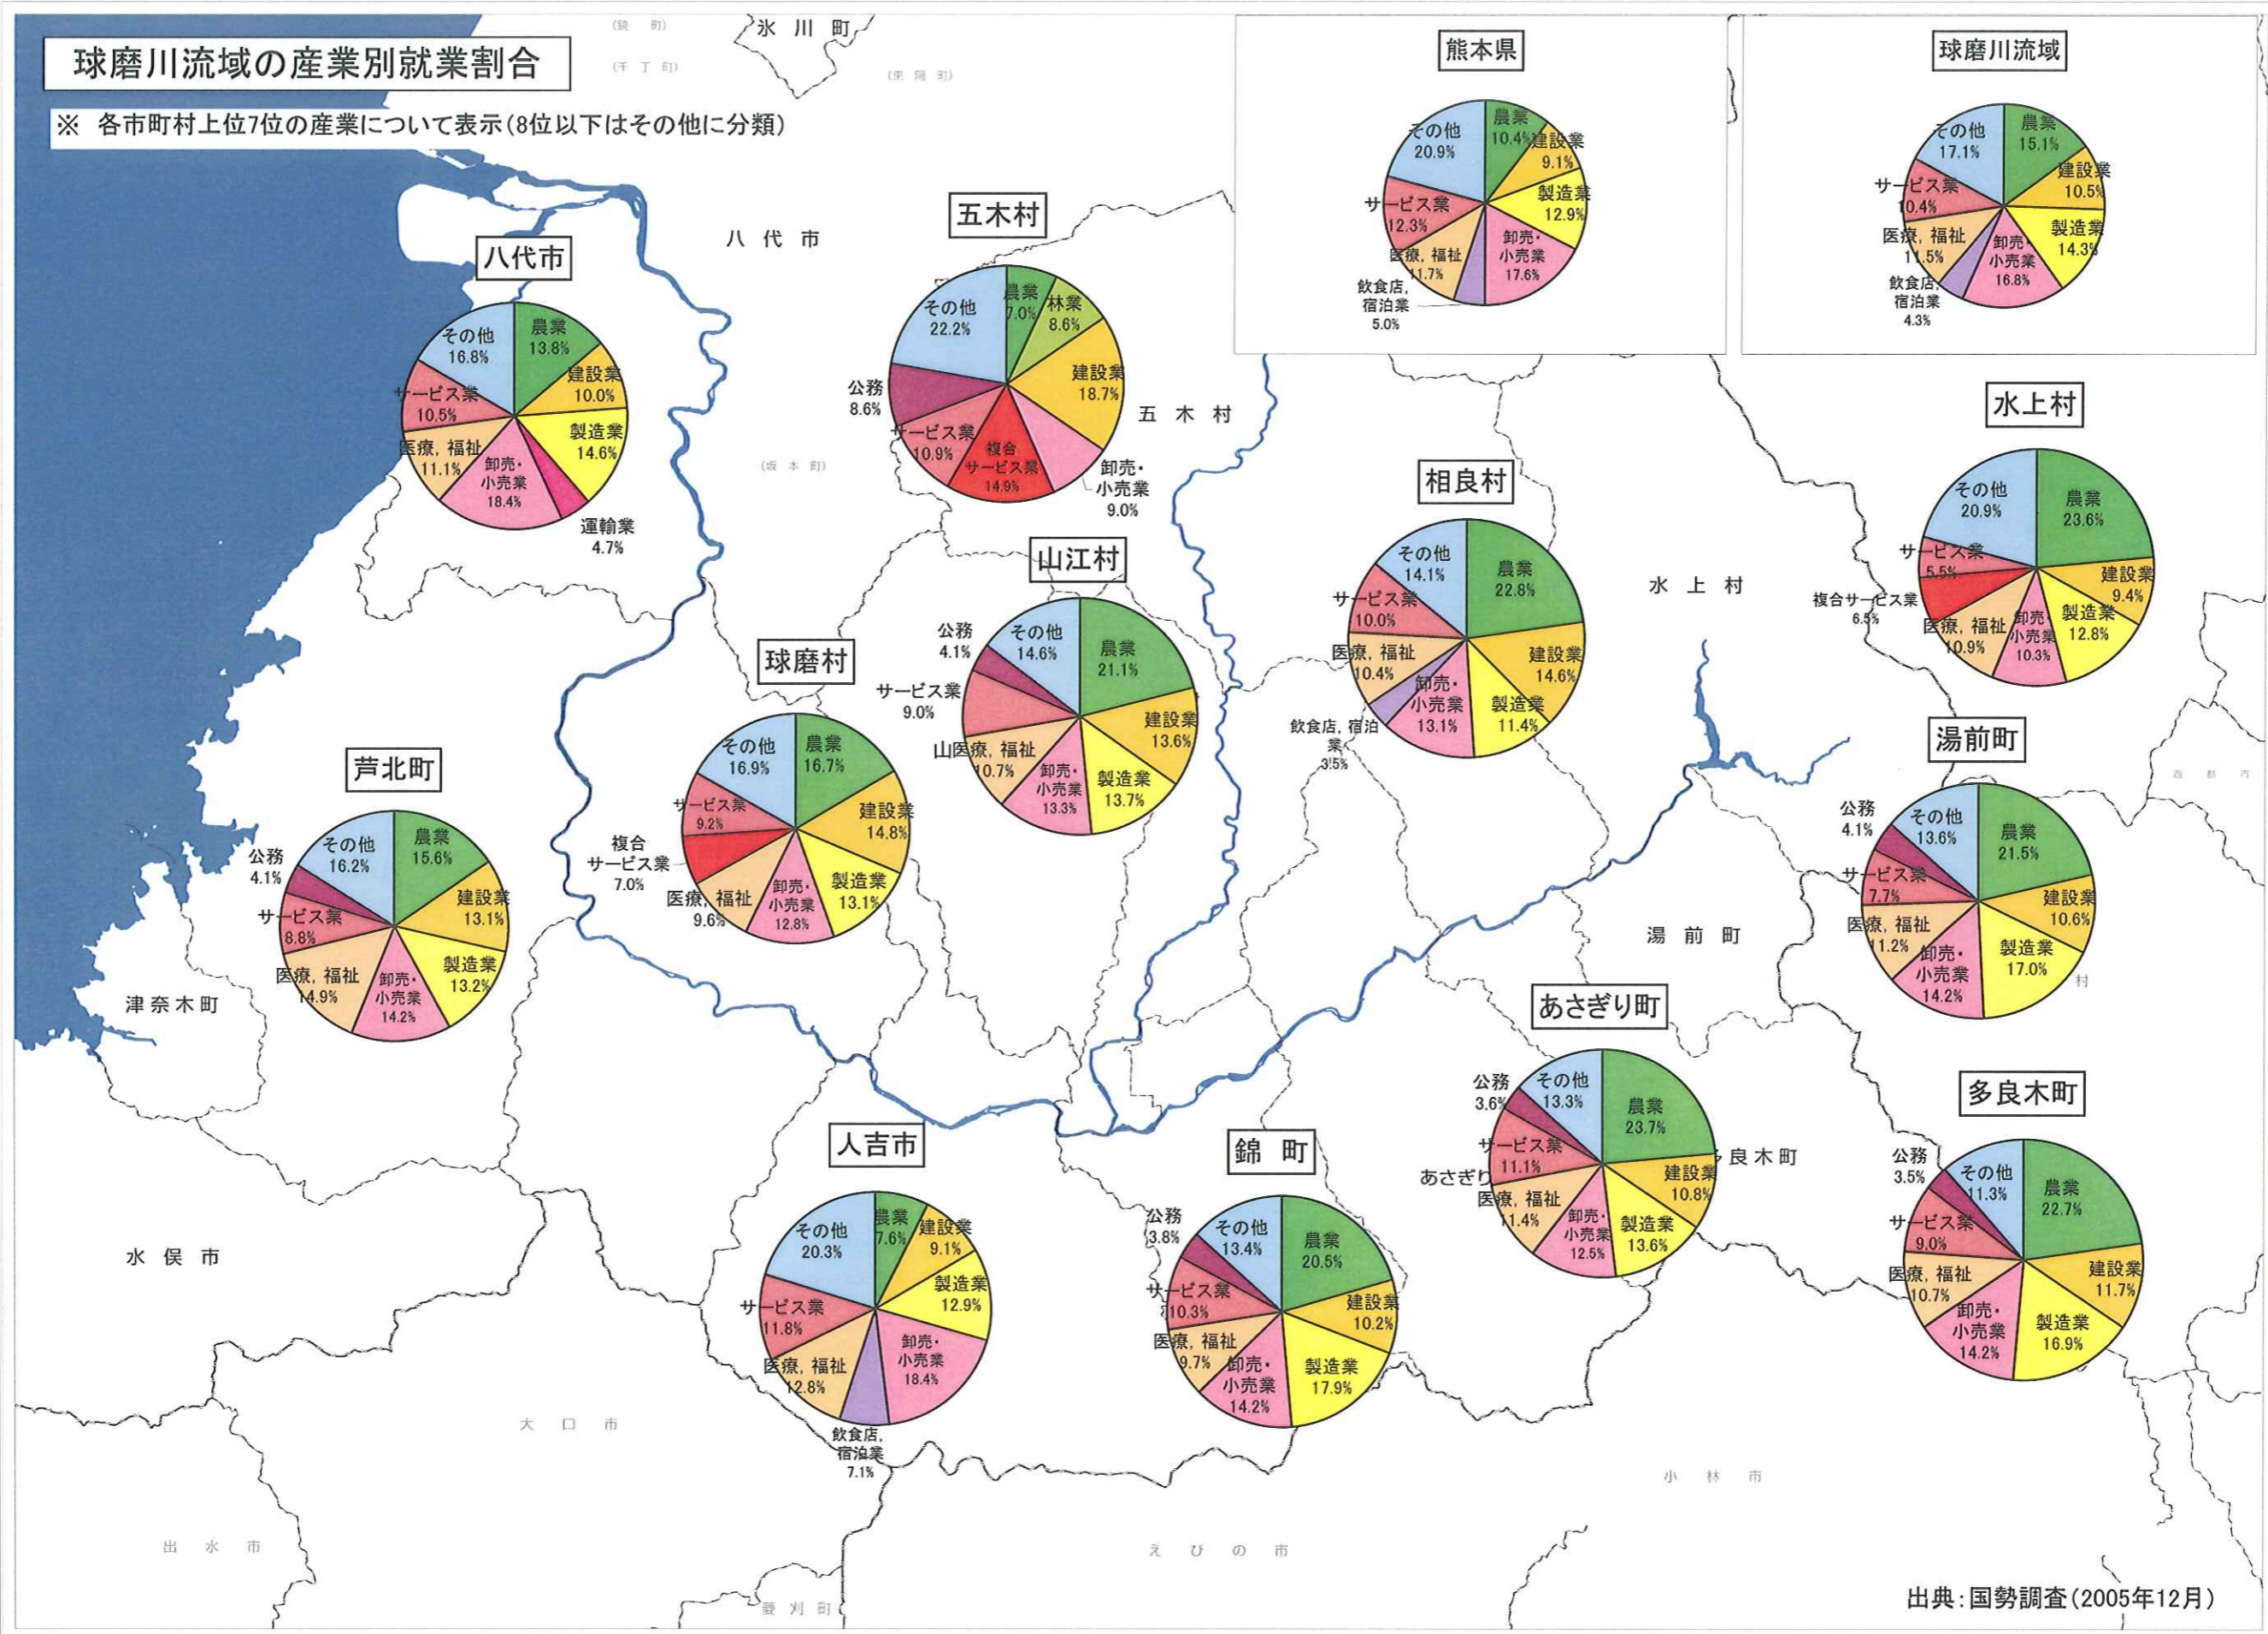 球磨川流域の産業別就業割合
※ 各市町村上位7位の産業について表示(8位以下はその他に分類)
(鏡 町)
(千 丁 町)
氷 川 町
(東 陽 町)
八 代 市
(坂 本 町)
熊本県
農業
10.4%
建設業
9.1%
製造業
12.9%
卸売・
小売業
17.6%
飲食店,
宿泊業
5.0%
医療, 福祉
11.7%
サービス業
12.3%
その他
20.9%
球磨川流域
農業
15.1%
建設業
10.5%
製造業
14.3%
卸売・
小売業
16.8%
飲食店,
宿泊業
4.3%
医療, 福祉
11.5%
サービス業
10.4%
その他
17.1%
八代市
農業
13.8%
建設業
10.0%
製造業
14.6%
運輸業
4.7%
卸売・
小売業
18.4%
医療, 福祉
11.1%
サービス業
10.5%
その他
16.8%
五木村
農業
7.0%
林業
8.6%
建設業
18.7%
卸売・
小売業
9.0%
複合
サービス業
14.9%
サービス業
10.9%
公務
8.6%
その他
22.2%
五 木 村
水上村
農業
23.6%
建設業
9.4%
製造業
12.8%
卸売・
小売業
10.3%
医療, 福祉
10.9%
複合サービス業
6.5%
サービス業
5.5%
その他
20.9%
水 上 村
相良村
農業
22.8%
建設業
14.6%
製造業
11.4%
卸売・
小売業
13.1%
飲食店, 宿泊
業
3.5%
医療, 福祉
10.4%
サービス業
10.0%
その他
14.1%
山江村
農業
21.1%
建設業
13.6%
製造業
13.7%
卸売・
小売業
13.3%
山医療, 福祉
10.7%
サービス業
9.0%
公務
4.1%
その他
14.6%
球磨村
農業
16.7%
建設業
14.8%
製造業
13.1%
卸売・
小売業
12.8%
医療, 福祉
9.6%
複合
サービス業
7.0%
サービス業
9.2%
その他
16.9%
芦北町
農業
15.6%
建設業
13.1%
製造業
13.2%
卸売・
小売業
14.2%
医療, 福祉
14.9%
サービス業
8.8%
公務
4.1%
その他
16.2%
津奈木町
湯前町
農業
21.5%
建設業
10.6%
製造業
17.0%
卸売・
小売業
14.2%
医療, 福祉
11.2%
サービス業
7.7%
公務
4.1%
その他
13.6%
西 都 市
村
湯 前 町
あさぎり町
農業
23.7%
建設業
10.8%
製造業
13.6%
卸売・
小売業
12.5%
医療, 福祉
11.4%
サービス業
11.1%
公務
3.6%
その他
13.3%
あさぎり
良木町
多良木町
農業
22.7%
建設業
11.7%
製造業
16.9%
卸売・
小売業
14.2%
医療, 福祉
10.7%
サービス業
9.0%
公務
3.5%
その他
11.3%
人吉市
農業
7.6%
建設業
9.1%
製造業
12.9%
卸売・
小売業
18.4%
飲食店,
宿泊業
7.1%
医療, 福祉
12.8%
サービス業
11.8%
その他
20.3%
錦 町
農業
20.5%
建設業
10.2%
製造業
17.9%
卸売・
小売業
14.2%
医療, 福祉
9.7%
サービス業
10.3%
公務
3.8%
その他
13.4%
水 俣 市
大 口 市
出 水 市
菱 刈 町
え び の 市
小 林 市
出典:国勢調査(2005年12月)